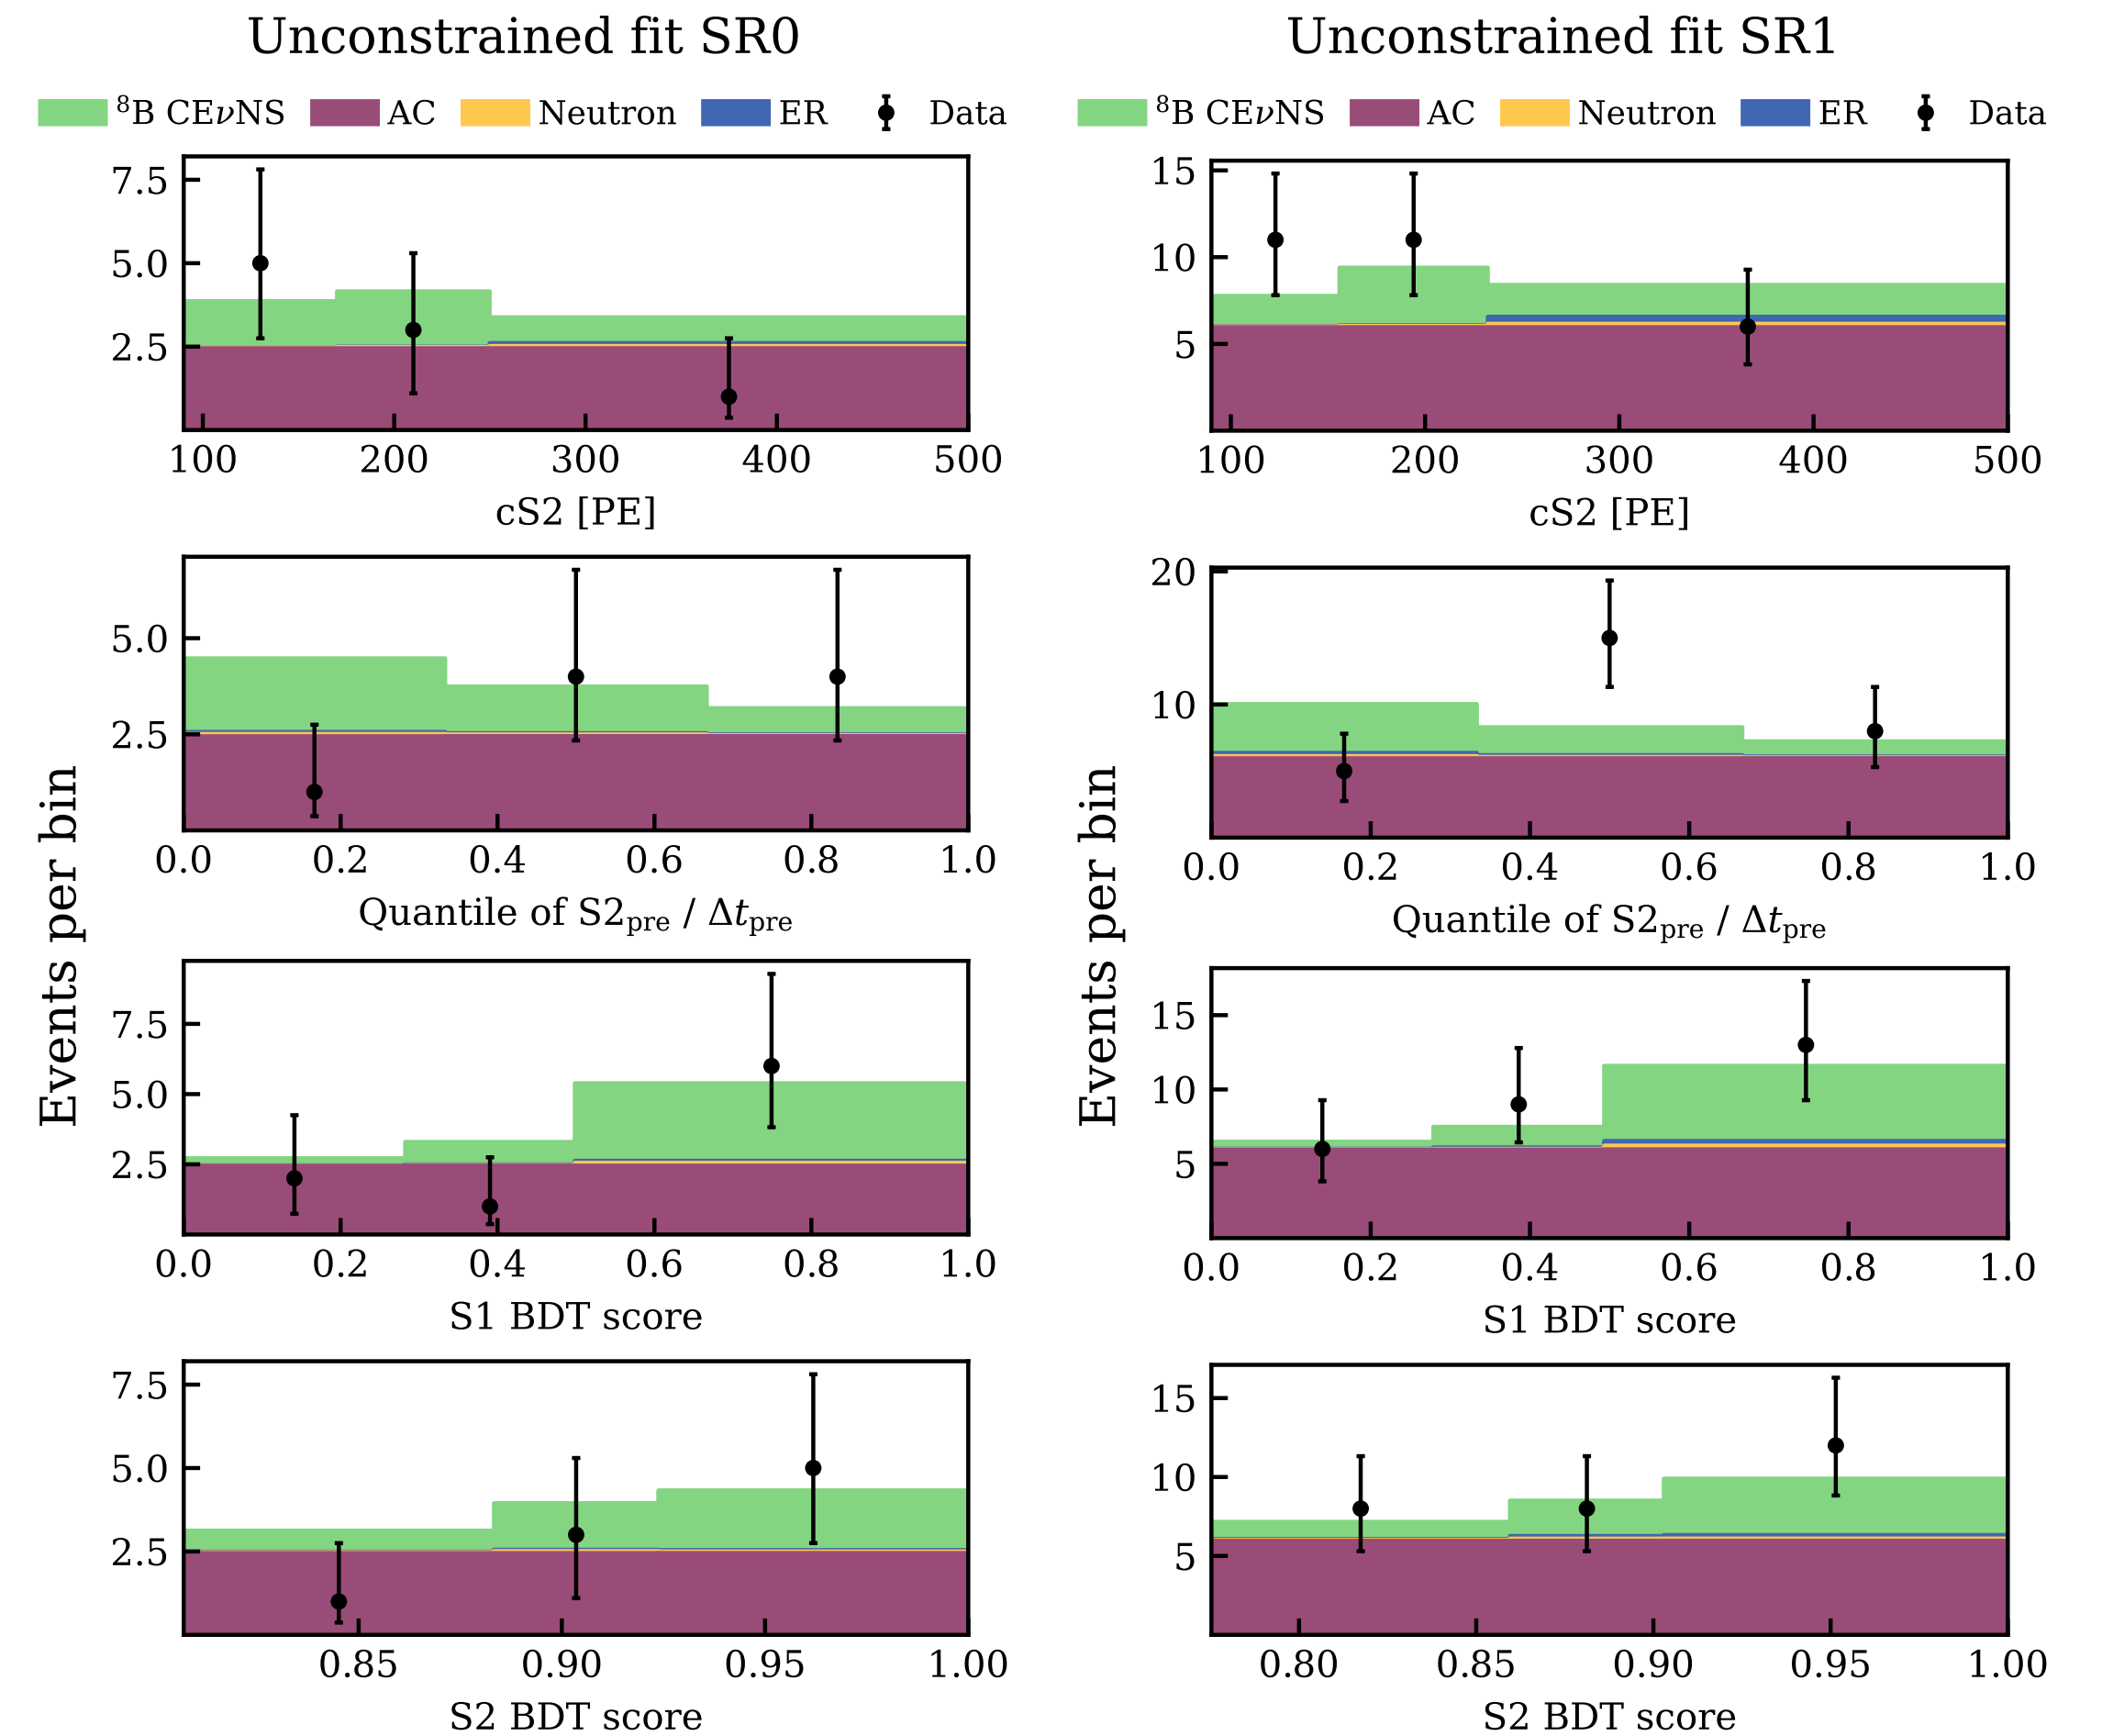 Unconstrained fit SR0
⁸B CEνNS AC Neutron ER Data
Events per bin
7.5
5.0
2.5
100 200 300 400 500
cS2 [PE]
5.0
2.5
0.0 0.2 0.4 0.6 0.8 1.0
Quantile of S2pre / Δtpre
7.5
5.0
2.5
0.0 0.2 0.4 0.6 0.8 1.0
S1 BDT score
7.5
5.0
2.5
0.85 0.90 0.95 1.00
S2 BDT score
Unconstrained fit SR1
⁸B CEνNS AC Neutron ER Data
Events per bin
15
10
5
100 200 300 400 500
cS2 [PE]
20
10
0.0 0.2 0.4 0.6 0.8 1.0
Quantile of S2pre / Δtpre
15
10
5
0.0 0.2 0.4 0.6 0.8 1.0
S1 BDT score
15
10
5
0.80 0.85 0.90 0.95 1.00
S2 BDT score